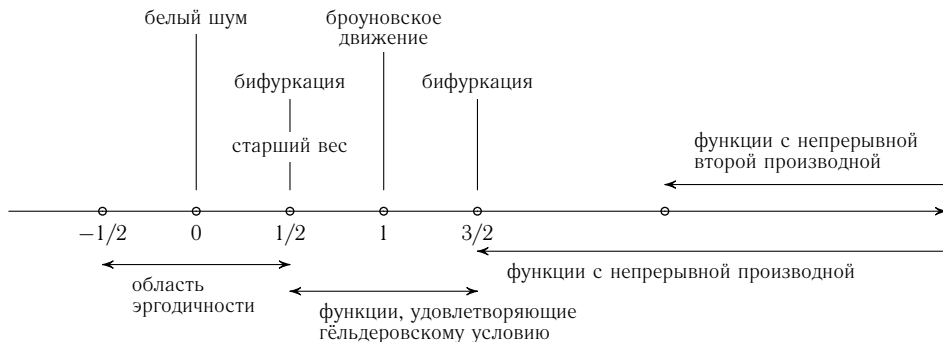 белый шум
броуновское
движение
бифуркация
бифуркация
старший вес
функции с непрерывной
второй производной
−1/2 0 1/2 1 3/2
функции с непрерывной производной
область
эргодичности
функции, удовлетворяющие
гёльдеровскому условию